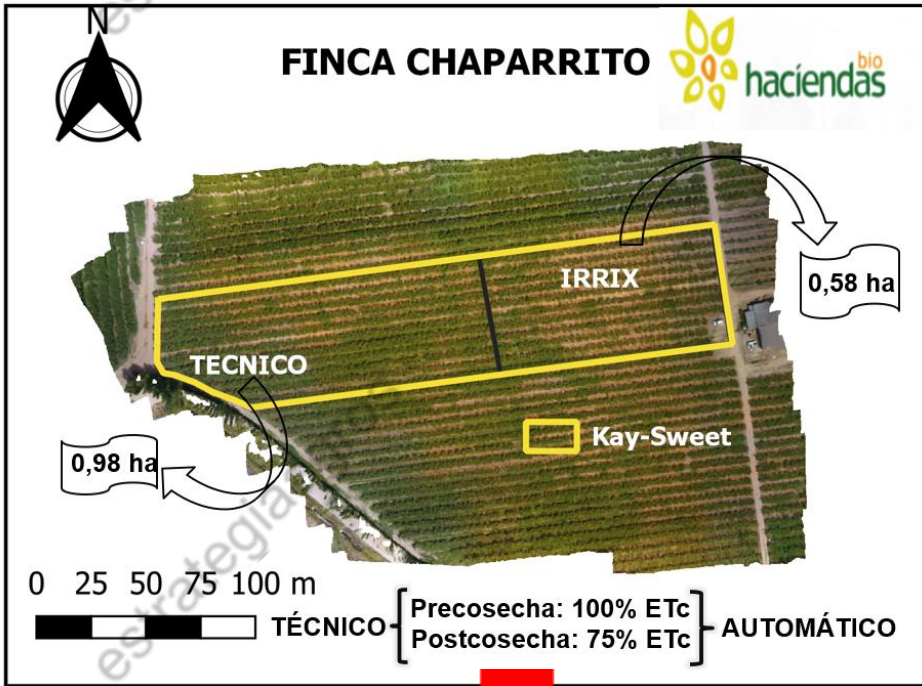 N
FINCA CHAPARRITO
bio
haciendas
IRRIX
0,58 ha
TECNICO
Kay-Sweet
0,98 ha
estrategia
0 25 50 75 100 m
TÉCNICO
Precosecha: 100% ETc
Postcosecha: 75% ETc
AUTOMÁTICO